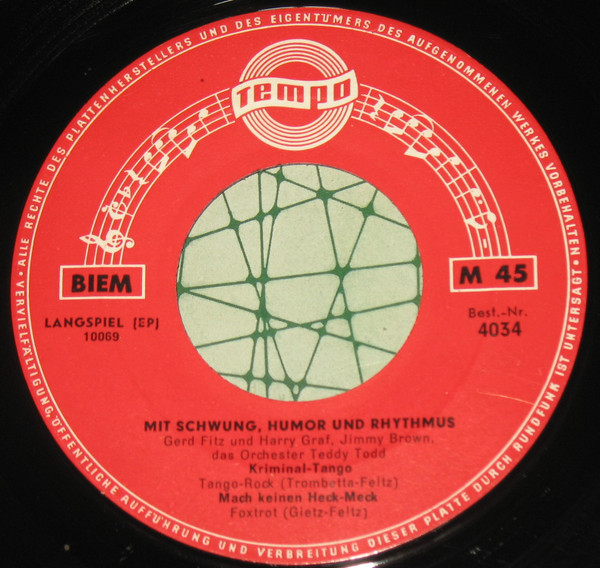 • ALLE RECHTE DES PLATTENHERSTELLERS UND DES EIGENTÜMERS DES AUFGENOMMENEN WERKES VORBEHALTEN •
VERVIELFÄLTIGUNG, ÖFFENTLICHE AUFFÜHRUNG UND VERBREITUNG DIESER PLATTE DURCH RUNDFUNK IST UNTERSAGT
Tempo
BIEM
M 45
LANGSPIEL (EP)
10069
Best.-Nr.
4034
MIT SCHWUNG, HUMOR UND RHYTHMUS
Gerd Fitz und Harry Graf, Jimmy Brown,
das Orchester Teddy Todd
Kriminal-Tango
Tango-Rock (Trombetta-Feltz)
Mach keinen Heck-Meck
Foxtrot (Gietz-Feltz)